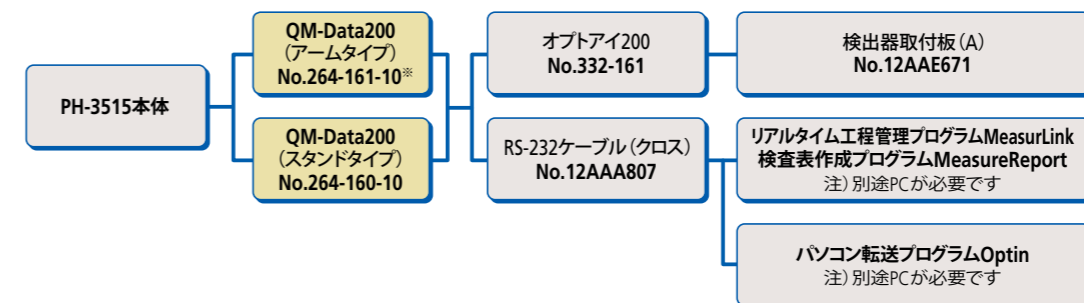 PH-3515本体
QM-Data200
（アームタイプ）
No.264-161-10※
QM-Data200
（スタンドタイプ）
No.264-160-10
オプトアイ200
No.332-161
RS-232ケーブル（クロス）
No.12AAA807
検出器取付板（A）
No.12AAE671
リアルタイム工程管理プログラムMeasurLink
検査表作成プログラムMeasureReport
注）別途PCが必要です
パソコン転送プログラムOptin
注）別途PCが必要です